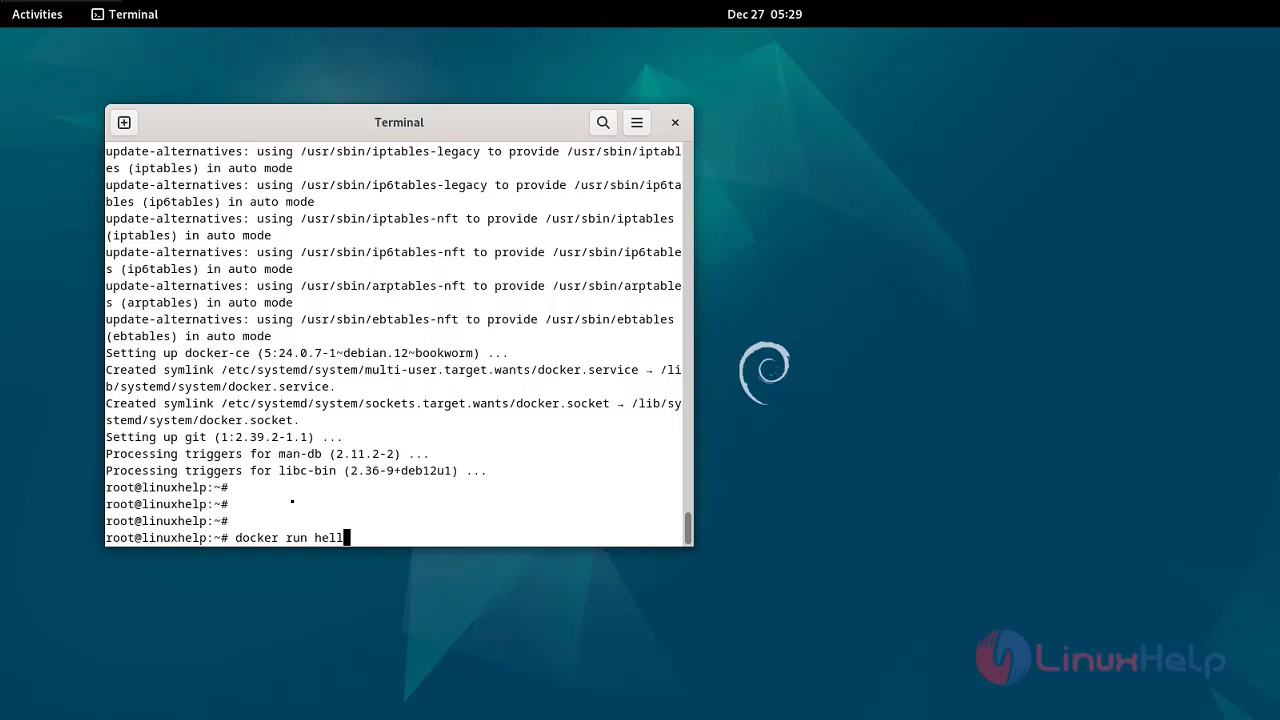 Activities
Terminal
Dec 27 05:29
Terminal
update-alternatives: using /usr/sbin/iptables-legacy to provide /usr/sbin/iptabl
es (iptables) in auto mode
update-alternatives: using /usr/sbin/ip6tables-legacy to provide /usr/sbin/ip6ta
bles (ip6tables) in auto mode
update-alternatives: using /usr/sbin/iptables-nft to provide /usr/sbin/iptables
(iptables) in auto mode
update-alternatives: using /usr/sbin/ip6tables-nft to provide /usr/sbin/ip6table
s (ip6tables) in auto mode
update-alternatives: using /usr/sbin/arptables-nft to provide /usr/sbin/arptable
s (arptables) in auto mode
update-alternatives: using /usr/sbin/ebtables-nft to provide /usr/sbin/ebtables
(ebtables) in auto mode
Setting up docker-ce (5:24.0.7-1~debian.12~bookworm) ...
Created symlink /etc/systemd/system/multi-user.target.wants/docker.service → /li
b/systemd/system/docker.service.
Created symlink /etc/systemd/system/sockets.target.wants/docker.socket → /lib/sy
stemd/system/docker.socket.
Setting up git (1:2.39.2-1.1) ...
Processing triggers for man-db (2.11.2-2) ...
Processing triggers for libc-bin (2.36-9+deb12u1) ...
root@linuxhelp:~#
root@linuxhelp:~#
root@linuxhelp:~#
root@linuxhelp:~# docker run hell
LinuxHelp